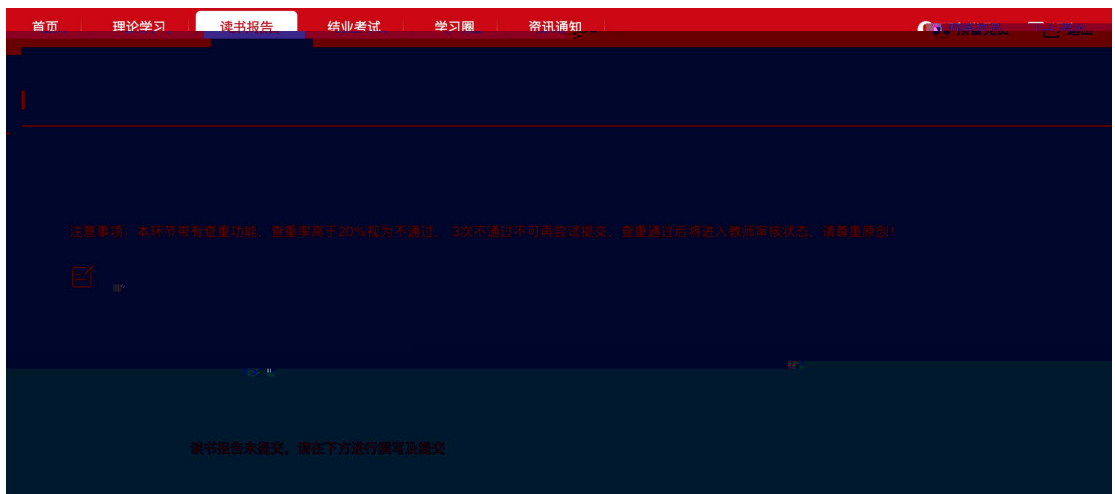 首页 理论学习 读书报告 结业考试 学习圈 资讯通知
注意事项：本环节带有查重功能，查重率高于20%视为不通过， 3次不通过不可再尝试提交，查重通过后将进入教师审核状态，请尊重原创！
读书报告未提交，请在下方进行撰写及提交